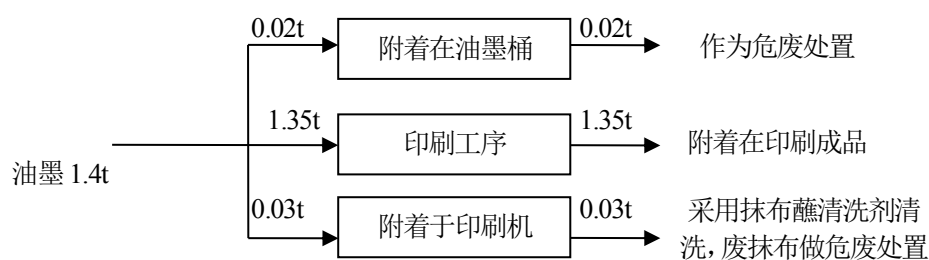 0.02t
附着在油墨桶
0.02t
作为危废处置
油墨 1.4t
1.35t
印刷工序
1.35t
附着在印刷成品
0.03t
附着于印刷机
0.03t
采用抹布蘸清洗剂清
洗，废抹布做危废处置